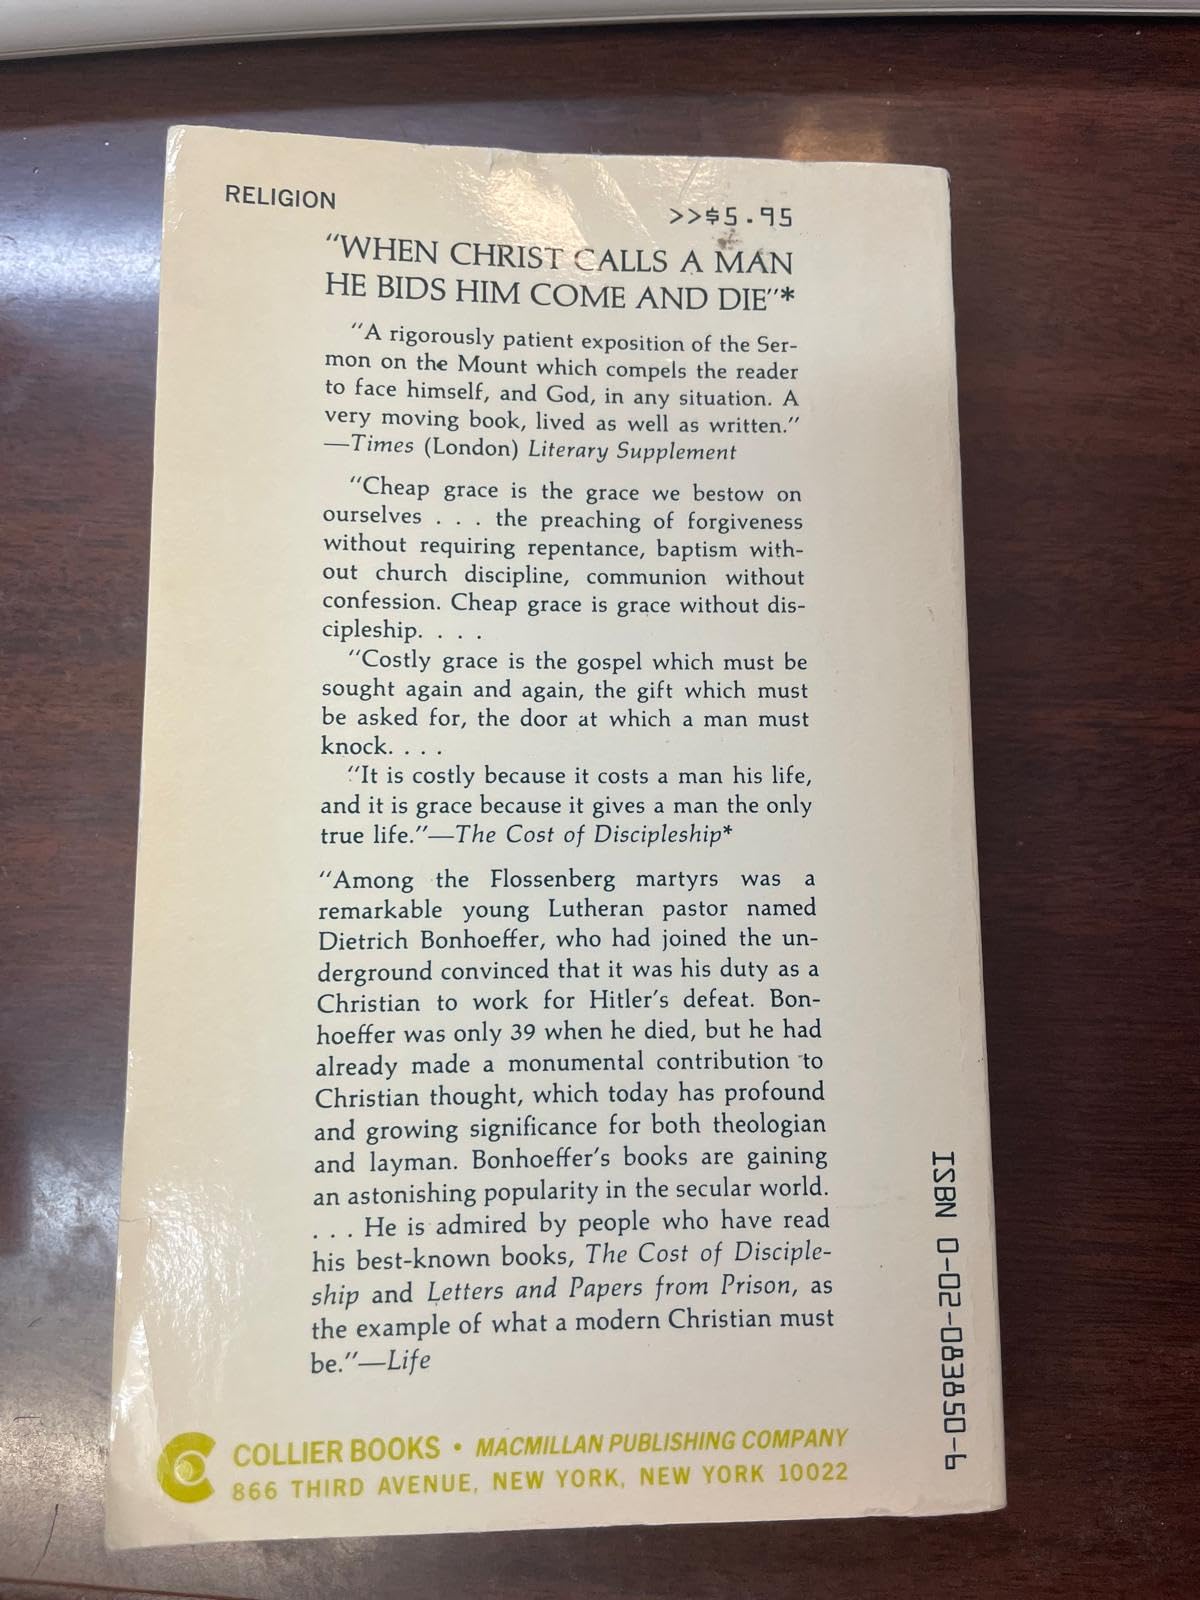 RELIGION
>>$5.95
"WHEN CHRIST CALLS A MAN
HE BIDS HIM COME AND DIE"*
"A rigorously patient exposition of the Ser-
mon on the Mount which compels the reader
to face himself, and God, in any situation. A
very moving book, lived as well as written."
—Times (London) Literary Supplement
"Cheap grace is the grace we bestow on
ourselves . . . the preaching of forgiveness
without requiring repentance, baptism with-
out church discipline, communion without
confession. Cheap grace is grace without dis-
cipleship. . . .
"Costly grace is the gospel which must be
sought again and again, the gift which must
be asked for, the door at which a man must
knock. . . .
"It is costly because it costs a man his life,
and it is grace because it gives a man the only
true life."—The Cost of Discipleship*
"Among the Flossenberg martyrs was a
remarkable young Lutheran pastor named
Dietrich Bonhoeffer, who had joined the un-
derground convinced that it was his duty as a
Christian to work for Hitler's defeat. Bon-
hoeffer was only 39 when he died, but he had
already made a monumental contribution to
Christian thought, which today has profound
and growing significance for both theologian
and layman. Bonhoeffer's books are gaining
an astonishing popularity in the secular world.
. . . He is admired by people who have read
his best-known books, The Cost of Disciple-
ship and Letters and Papers from Prison, as
the example of what a modern Christian must
be."—Life
COLLIER BOOKS • MACMILLAN PUBLISHING COMPANY
866 THIRD AVENUE, NEW YORK, NEW YORK 10022
ISBN 0-02-083850-6